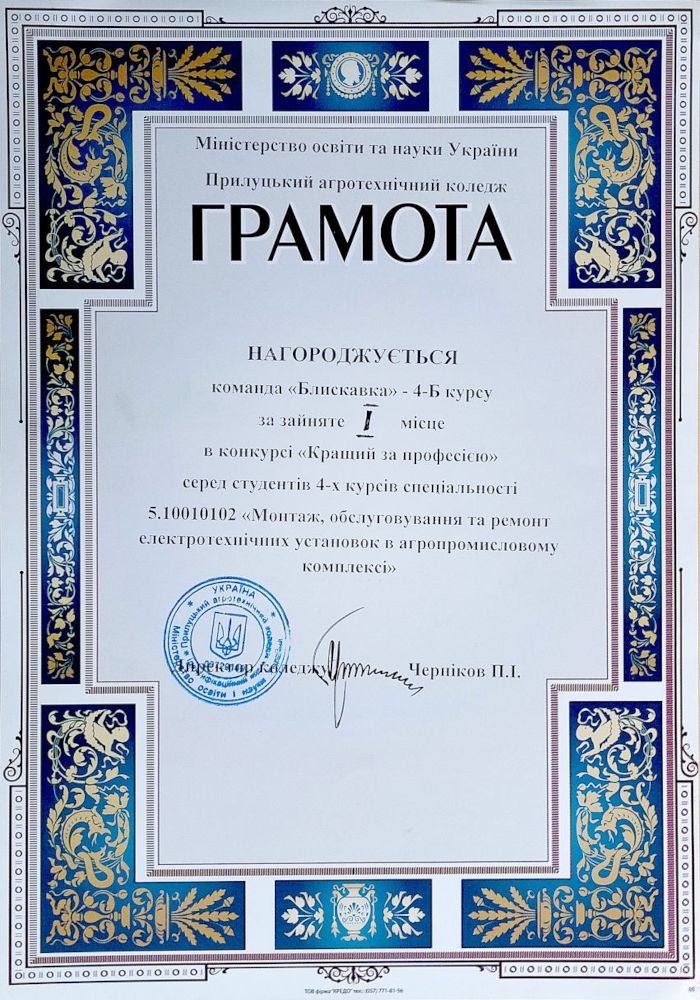 Міністерство освіти та науки України
Прилуцький агротехнічний коледж
ГРАМОТА
НАГОРОДЖУЄТЬСЯ
команда «Блискавка» - 4-Б курсу
за зайняте I місце
в конкурсі «Кращий за професією»
серед студентів 4-х курсів спеціальності
5.10010102 «Монтаж, обслуговування та ремонт
електротехнічних установок в агропромисловому
комплексі»
УКРАЇНА
Міністерство освіти і науки
Прилуцький агротехнічний коледж
Директор коледжу Черніков П.І.
ТОВ фірма "КРЕДО" тел.: (057) 771-61-56